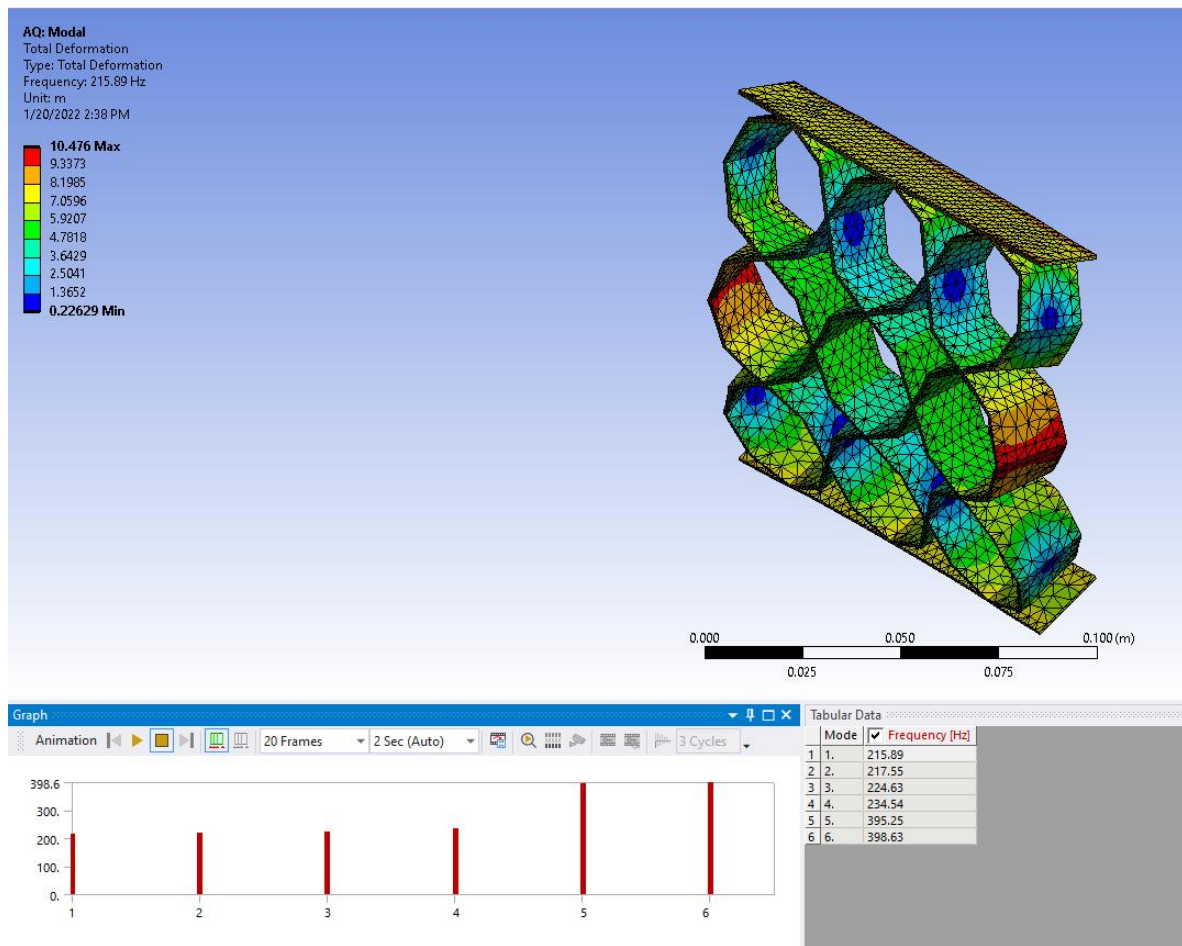 AQ: Modal
Total Deformation
Type: Total Deformation
Frequency: 215.89 Hz
Unit: m
1/20/2022 2:38 PM
10.476 Max
9.3373
8.1985
7.0596
5.9207
4.7818
3.6429
2.5041
1.3652
0.22629 Min
0.000 0.050 0.100 (m)
0.025 0.075
Graph
Animation 20 Frames 2 Sec (Auto) 3 Cycles
398.6
300.
200.
100.
0.
1 2 3 4 5 6
Tabular Data
Mode Frequency [Hz]
1 1. 215.89
2 2. 217.55
3 3. 224.63
4 4. 234.54
5 5. 395.25
6 6. 398.63